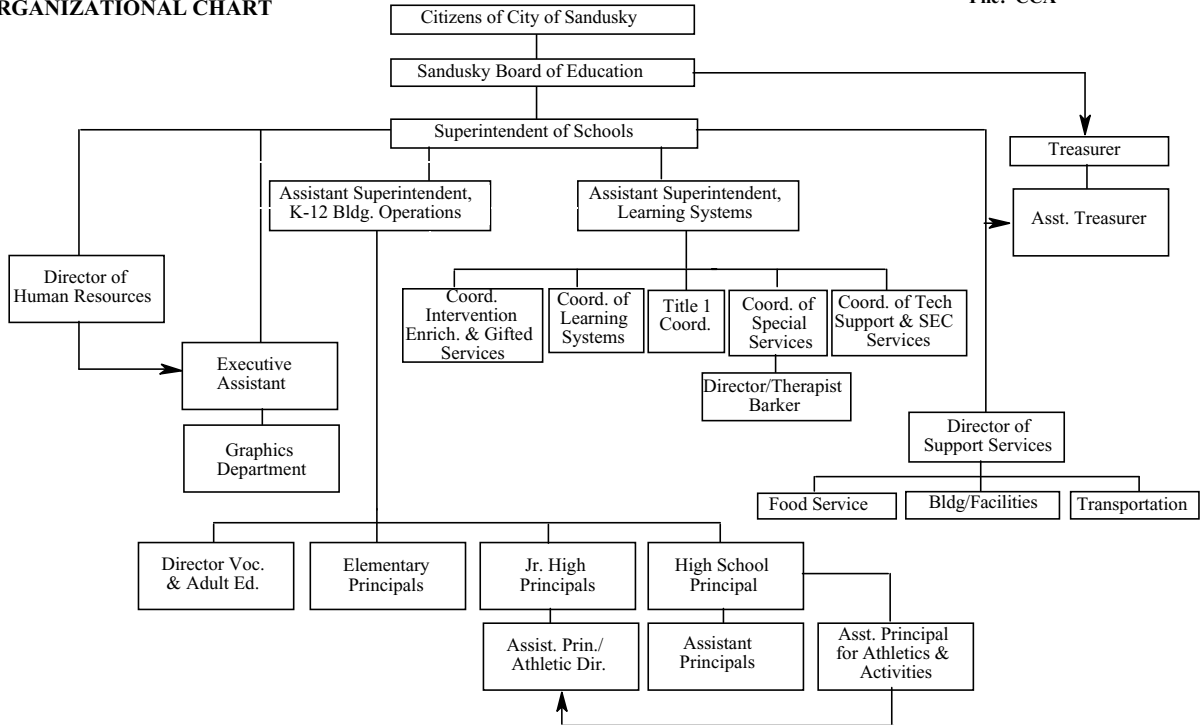 RGANIZATIONAL CHART
CCA
Citizens of City of Sandusky
Sandusky Board of Education
Superintendent of Schools
Treasurer
Asst. Treasurer
Assistant Superintendent,
K-12 Bldg. Operations
Assistant Superintendent,
Learning Systems
Director of
Human Resources
Coord.
Intervention
Enrich. & Gifted
Services
Coord. of
Learning
Systems
Title 1
Coord.
Coord. of
Special
Services
Coord. of Tech
Support & SEC
Services
Executive
Assistant
Director/Therapist
Barker
Graphics
Department
Director of
Support Services
Food Service
Bldg/Facilities
Transportation
Director Voc.
& Adult Ed.
Elementary
Principals
Jr. High
Principals
High School
Principal
Assist. Prin./
Athletic Dir.
Assistant
Principals
Asst. Principal
for Athletics &
Activities